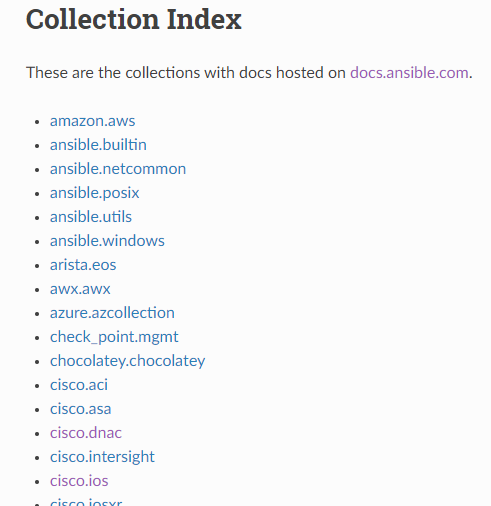 Collection Index
These are the collections with docs hosted on docs.ansible.com.
amazon.aws
ansible.builtin
ansible.netcommon
ansible.posix
ansible.utils
ansible.windows
arista.eos
awx.awx
azure.azcollection
check_point.mgmt
chocolatey.chocolatey
cisco.aci
cisco.asa
cisco.dnac
cisco.intersight
cisco.ios
cisco.iosxr